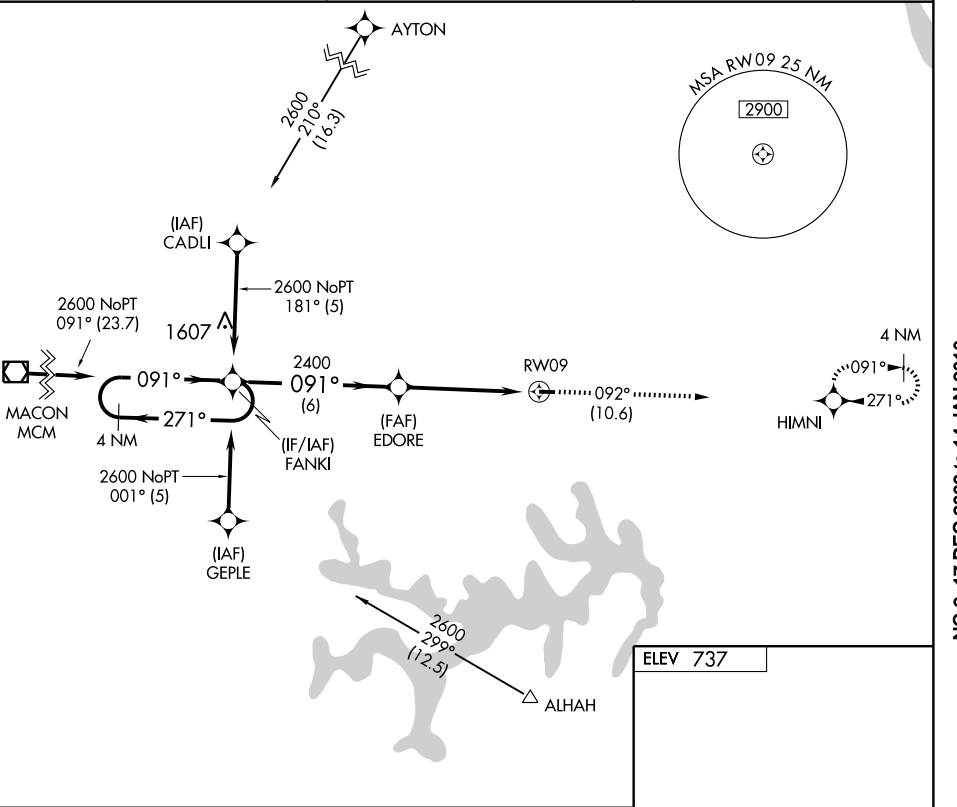 AYTON
MSA RW09 25 NM
2900
2600
210°
(16.3)
(IAF)
CADLI
2600 NoPT
181° (5)
2600 NoPT
091° (23.7)
1607
MACON
MCM
091°
271°
4 NM
2400
091°
(6)
(IF/IAF)
FANKI
(FAF)
EDORE
RW09
092°
(10.6)
4 NM
091°
271°
HIMNI
2600 NoPT
001° (5)
(IAF)
GEPLE
2600
299°
(12.5)
ALHAH
ELEV 737